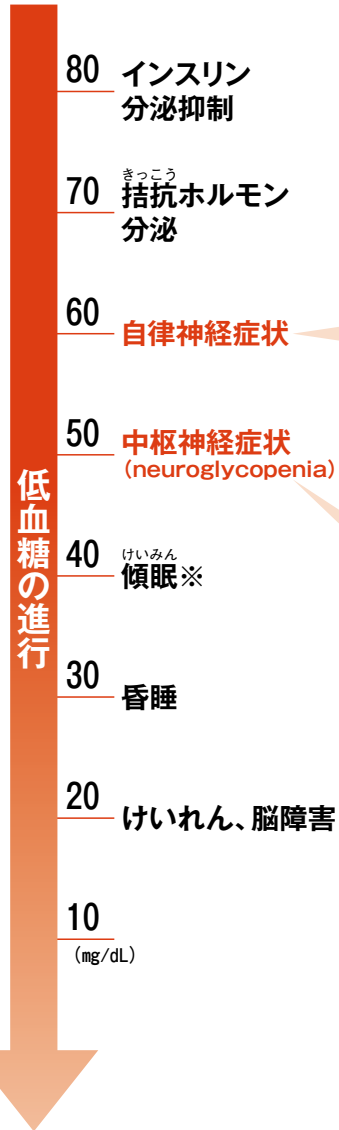 80 インスリン
分泌抑制
きっこう
70 拮抗ホルモン
分泌
60 自律神経症状
50 中枢神経症状
(neuroglycopenia)
低血糖の進行
けいみん
40 傾眠※
30 昏睡
20 けいれん、脳障害
10
(mg/dL)